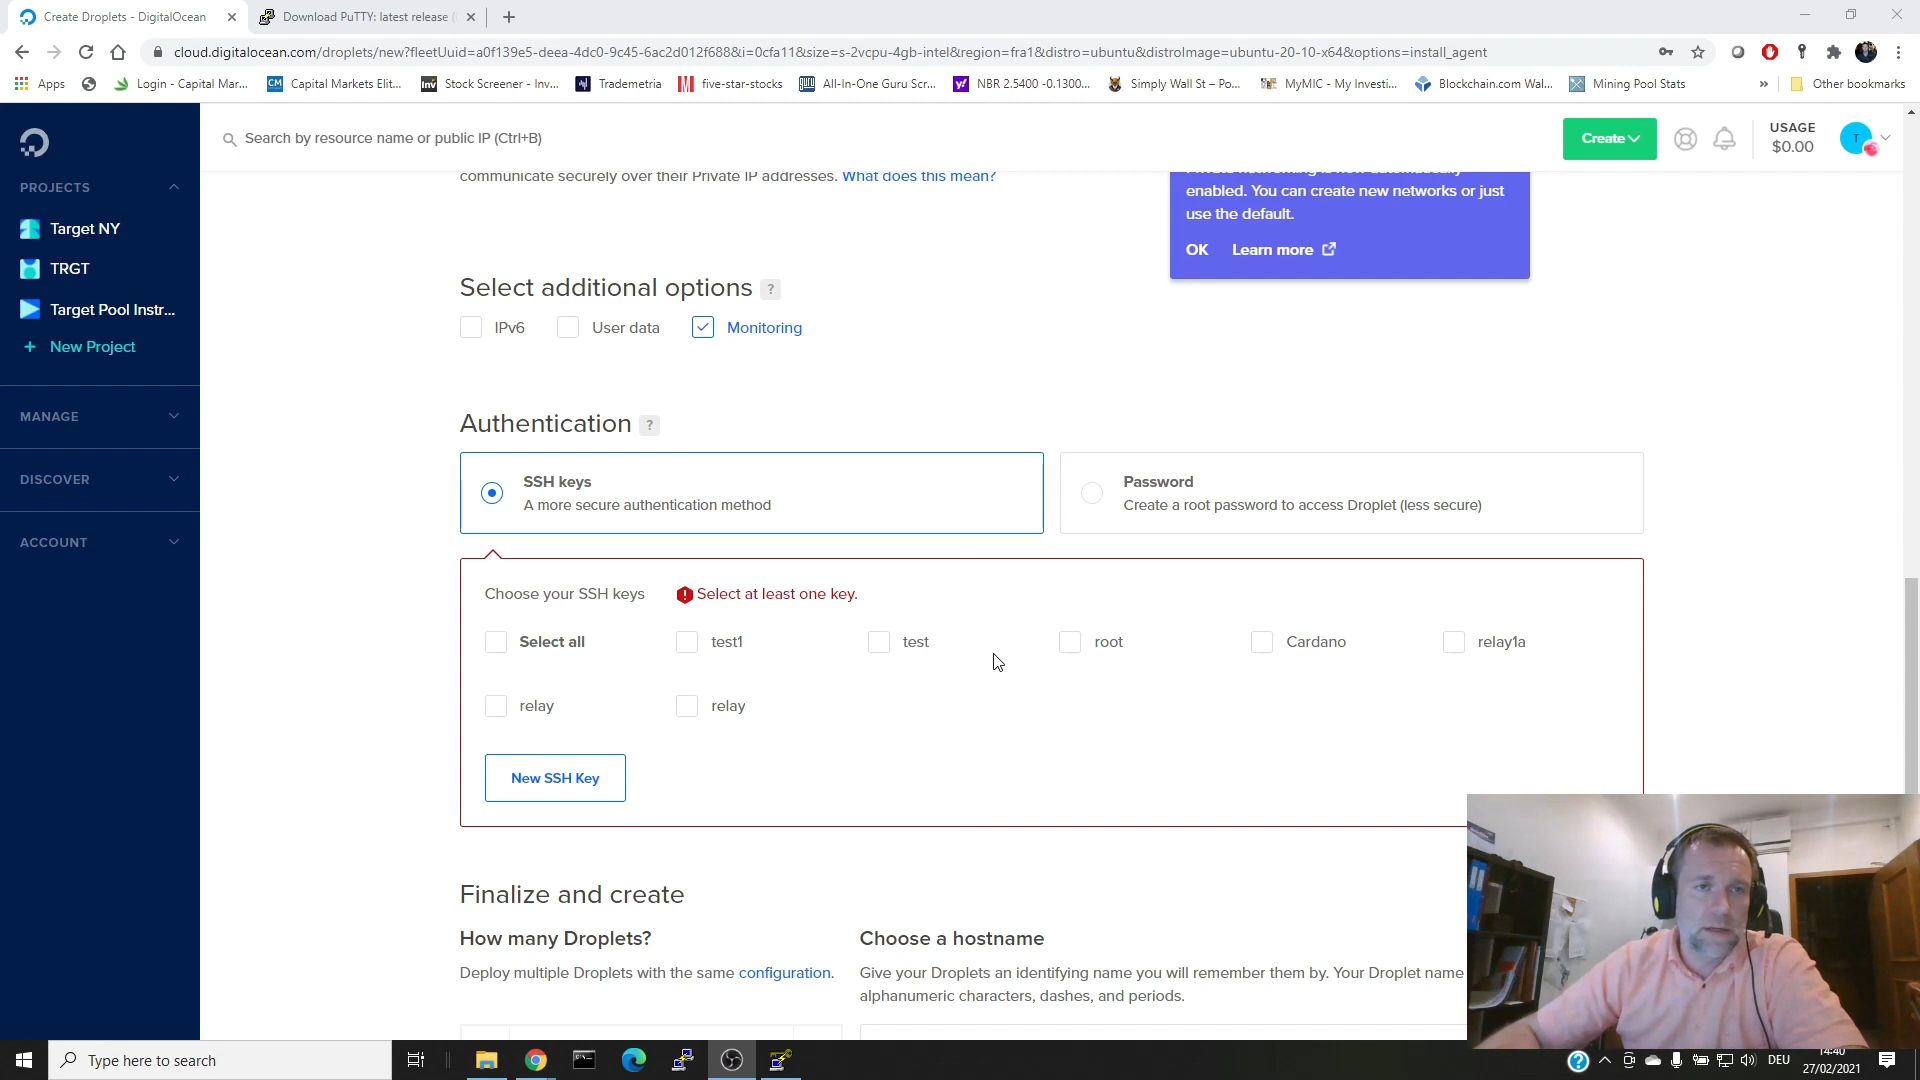 Create Droplets - DigitalOcean
Download PuTTY: latest release (
cloud.digitalocean.com/droplets/new?fleetUuid=a0f139e5-deea-4dc0-9c45-6ac2d012f688&i=0cfa11&size=s-2vcpu-4gb-intel&region=fra1&distro=ubuntu&distroImage=ubuntu-20-10-x64&options=install_agent
Apps
Login - Capital Mar...
Capital Markets Elit...
Stock Screener - Inv...
Trademetria
five-star-stocks
All-In-One Guru Scr...
NBR 2.5400 -0.1300...
Simply Wall St – Po...
MyMIC - My Investi...
Blockchain.com Wal...
Mining Pool Stats
»
Other bookmarks
Search by resource name or public IP (Ctrl+B)
Create
USAGE
$0.00
T
PROJECTS
Target NY
TRGT
Target Pool Instr...
+ New Project
MANAGE
DISCOVER
ACCOUNT
communicate securely over their Private IP addresses. What does this mean?
enabled. You can create new networks or just
use the default.
OK Learn more
Select additional options ?
IPv6
User data
Monitoring
Authentication ?
SSH keys
A more secure authentication method
Password
Create a root password to access Droplet (less secure)
Choose your SSH keys
Select at least one key.
Select all
test1
test
root
Cardano
relay1a
relay
relay
New SSH Key
Finalize and create
How many Droplets?
Deploy multiple Droplets with the same configuration.
Choose a hostname
Give your Droplets an identifying name you will remember them by. Your Droplet name
alphanumeric characters, dashes, and periods.
Type here to search
DEU
14:40
27/02/2021